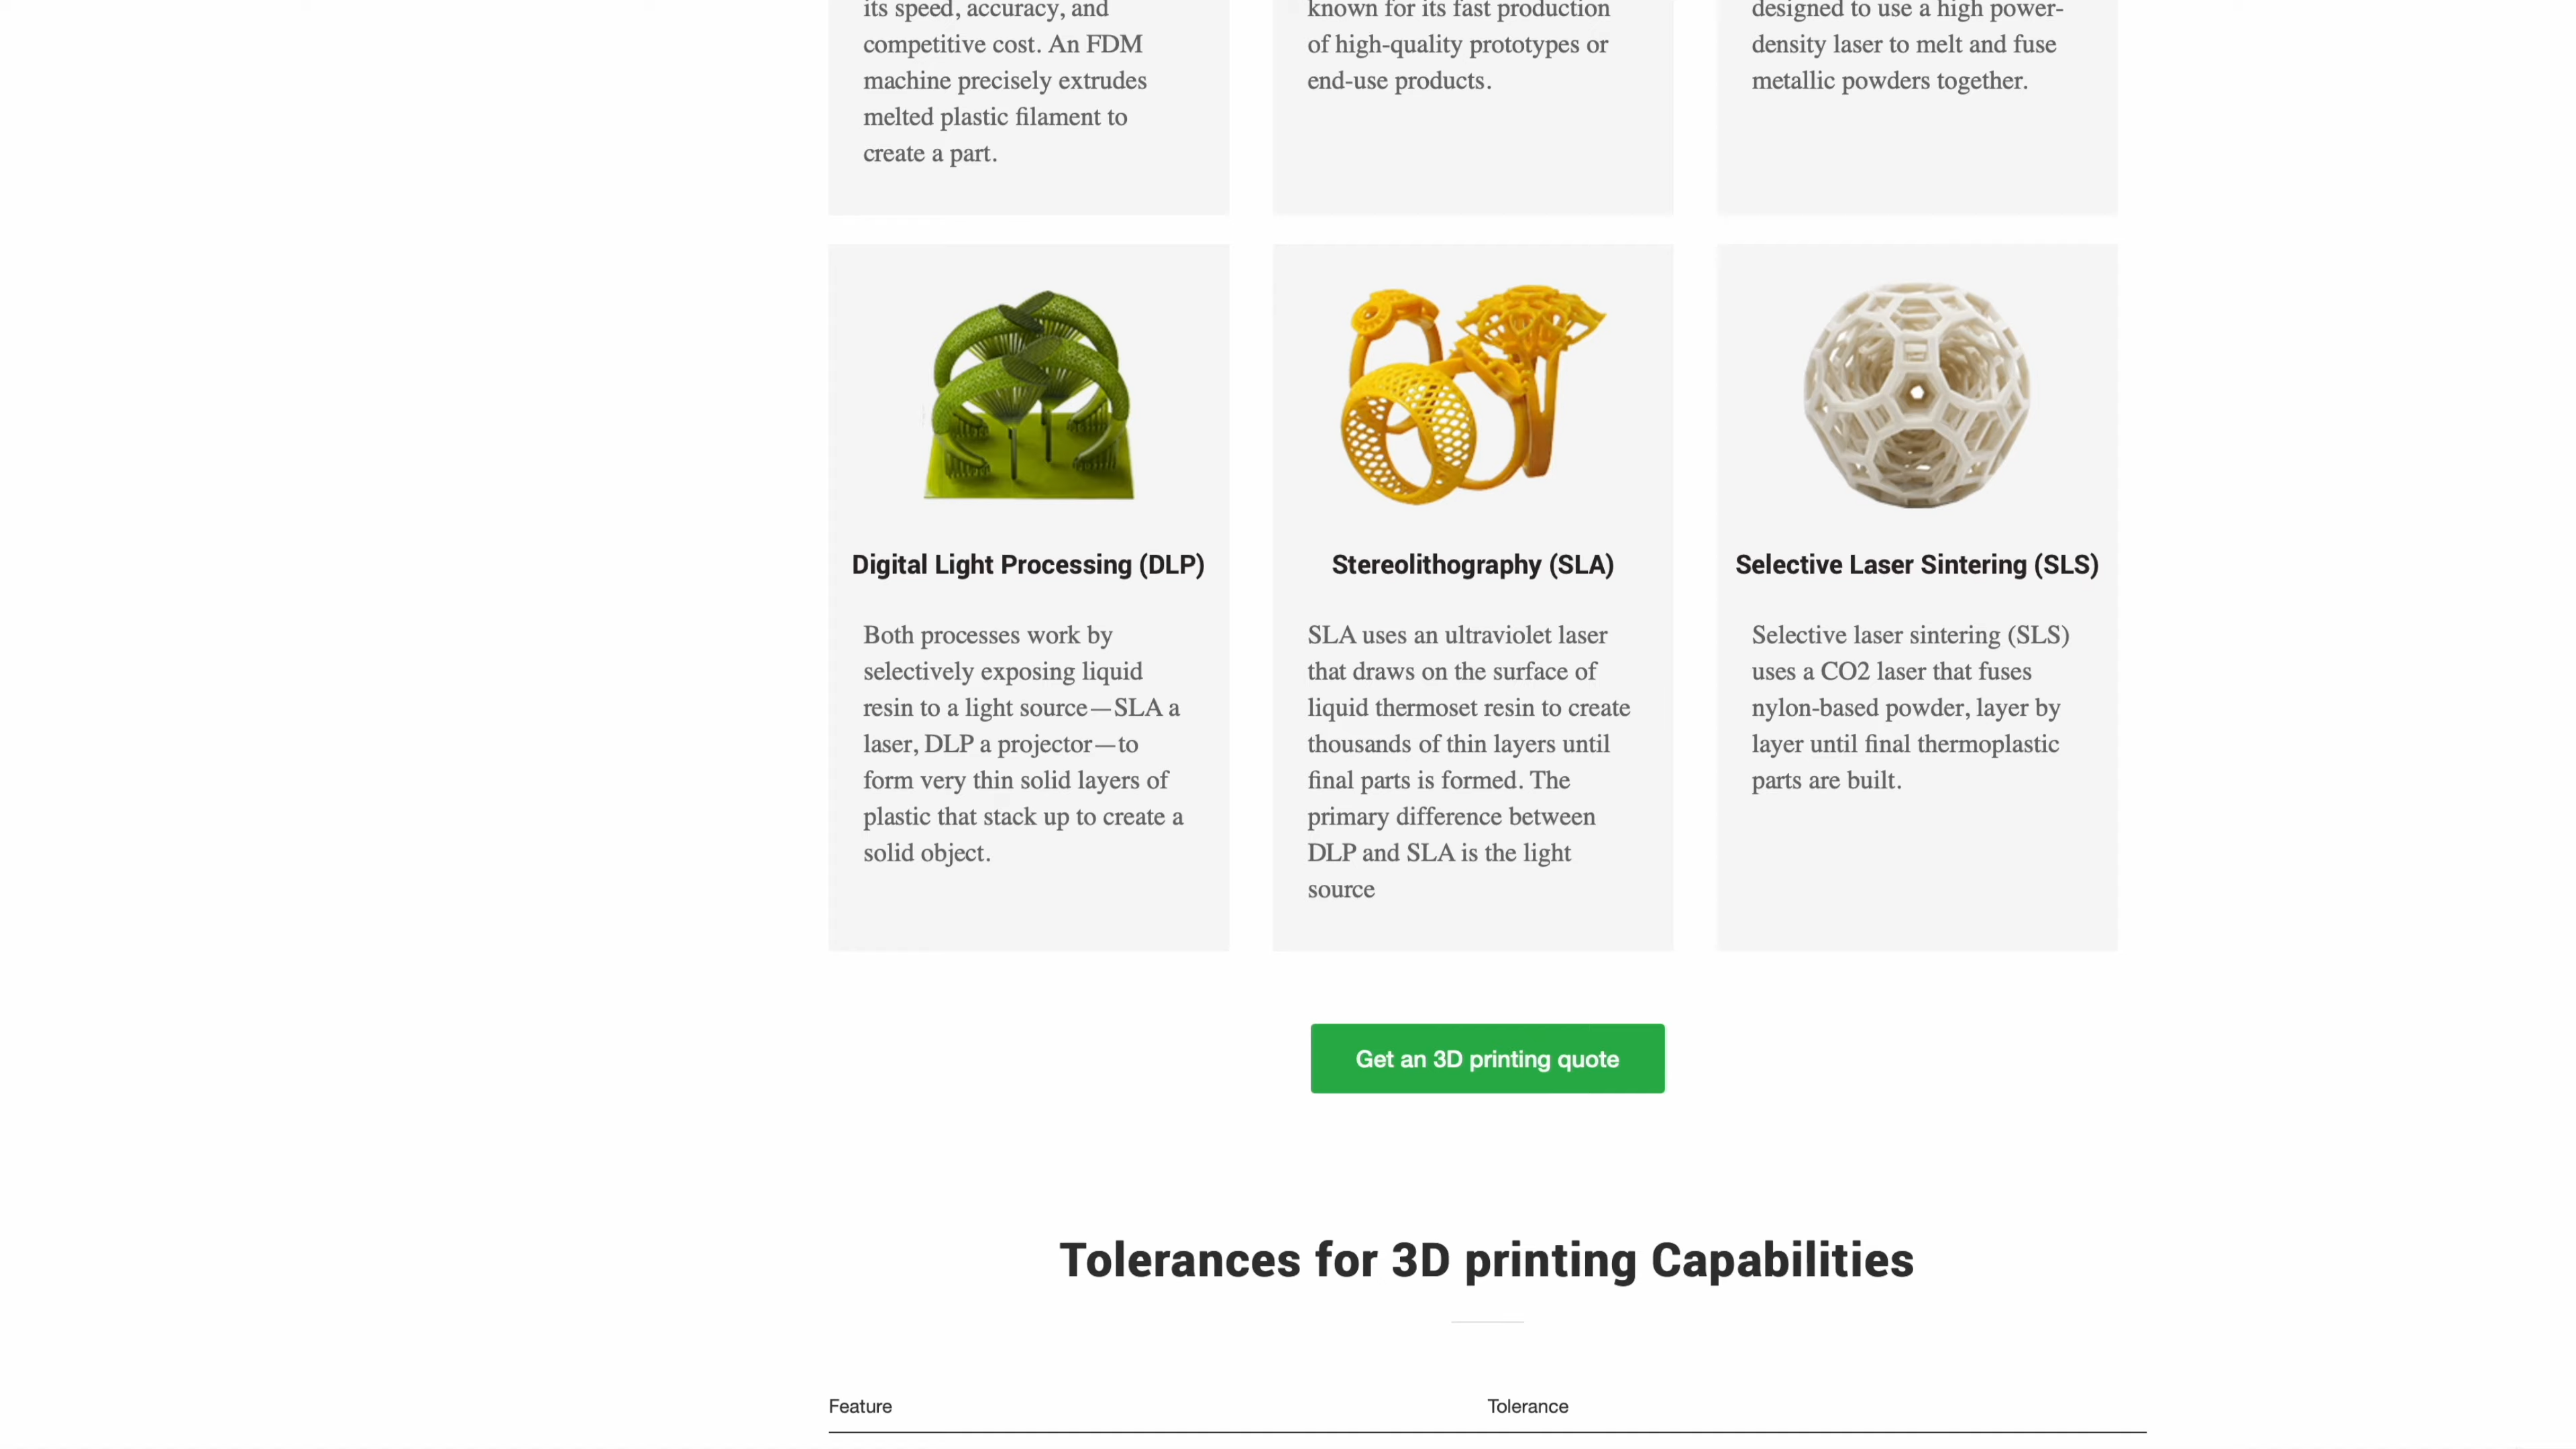 its speed, accuracy, and
competitive cost. An FDM
machine precisely extrudes
melted plastic filament to
create a part.
known for its fast production
of high-quality prototypes or
end-use products.
designed to use a high power-
density laser to melt and fuse
metallic powders together.
Digital Light Processing (DLP)
Both processes work by
selectively exposing liquid
resin to a light source—SLA a
laser, DLP a projector—to
form very thin solid layers of
plastic that stack up to create a
solid object.
Stereolithography (SLA)
SLA uses an ultraviolet laser
that draws on the surface of
liquid thermoset resin to create
thousands of thin layers until
final parts is formed. The
primary difference between
DLP and SLA is the light
source
Selective Laser Sintering (SLS)
Selective laser sintering (SLS)
uses a CO2 laser that fuses
nylon-based powder, layer by
layer until final thermoplastic
parts are built.
Get an 3D printing quote
Tolerances for 3D printing Capabilities
Feature
Tolerance